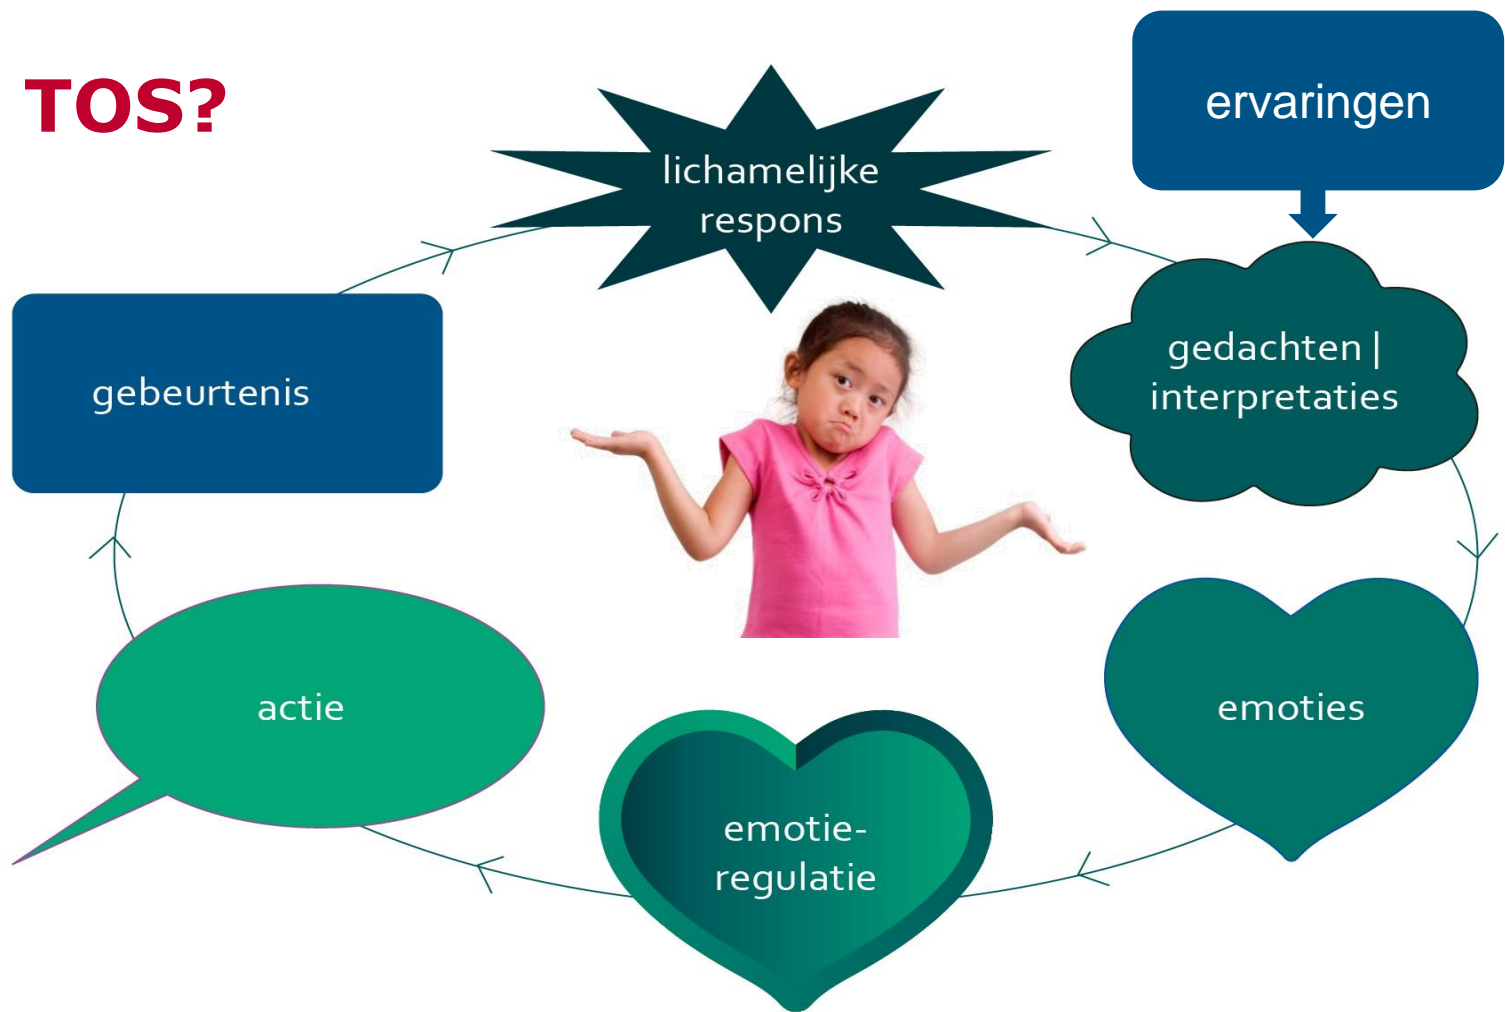 TOS?
ervaringen
lichamelijke
respons
gedachten |
interpretaties
gebeurtenis
emoties
actie
emotie-
regulatie